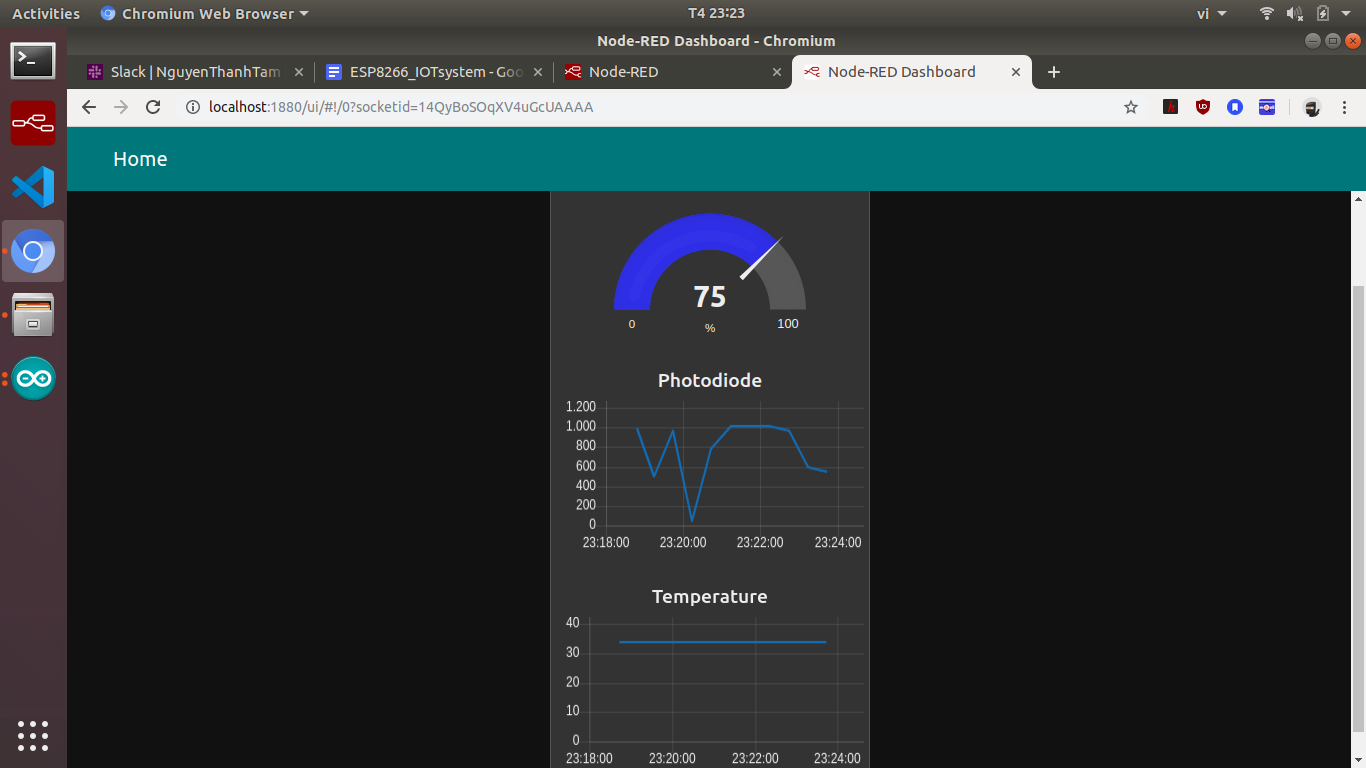 Activities Chromium Web Browser T4 23:23 vi
Node-RED Dashboard - Chromium
Slack | NguyenThanhTam ESP8266_IOTsystem - Goo Node-RED Node-RED Dashboard
localhost:1880/ui/#!/0?socketid=14QyBoSOqXV4uGcUAAAA
Home
75
0 % 100
Photodiode
1.200
1.000
800
600
400
200
0
23:18:00 23:20:00 23:22:00 23:24:00
Temperature
40
30
20
10
0
23:18:00 23:20:00 23:22:00 23:24:00